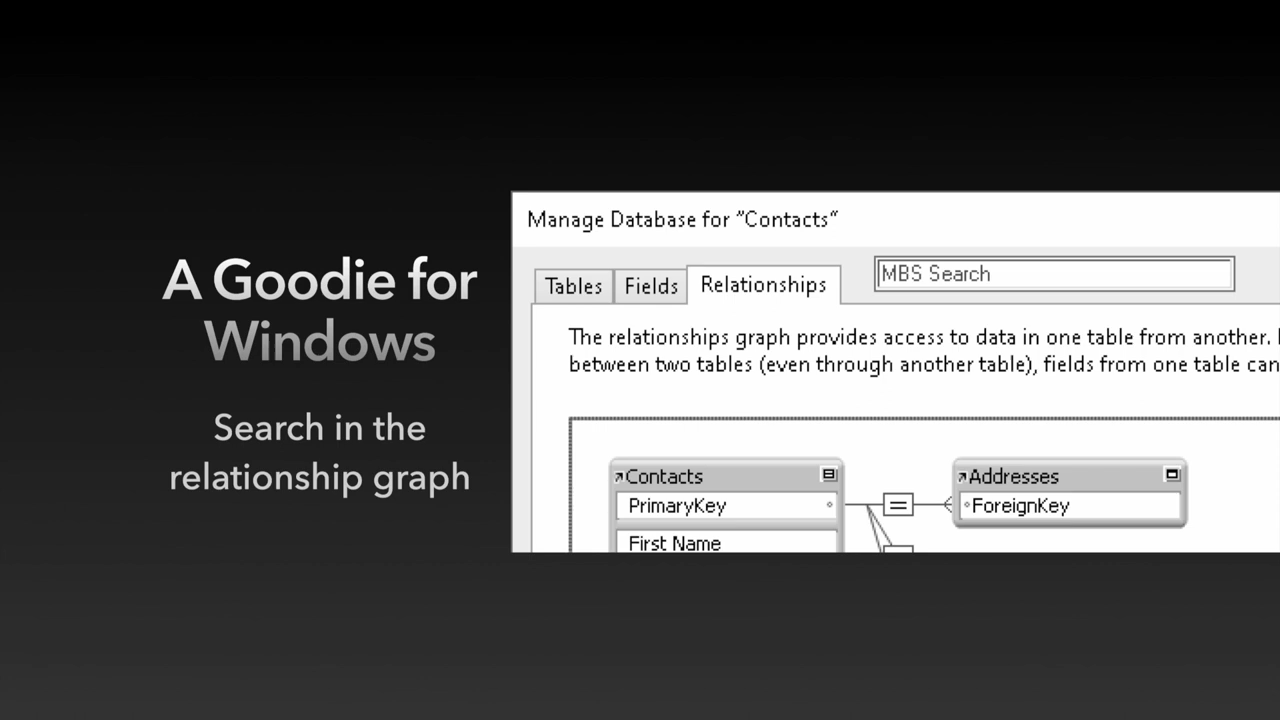 A Goodie for
Windows
Search in the
relationship graph
Manage Database for "Contacts"
Tables
Fields
Relationships
MBS Search
The relationships graph provides access to data in one table from another.
between two tables (even through another table), fields from one table can
Contacts
PrimaryKey
First Name
Addresses
ForeignKey